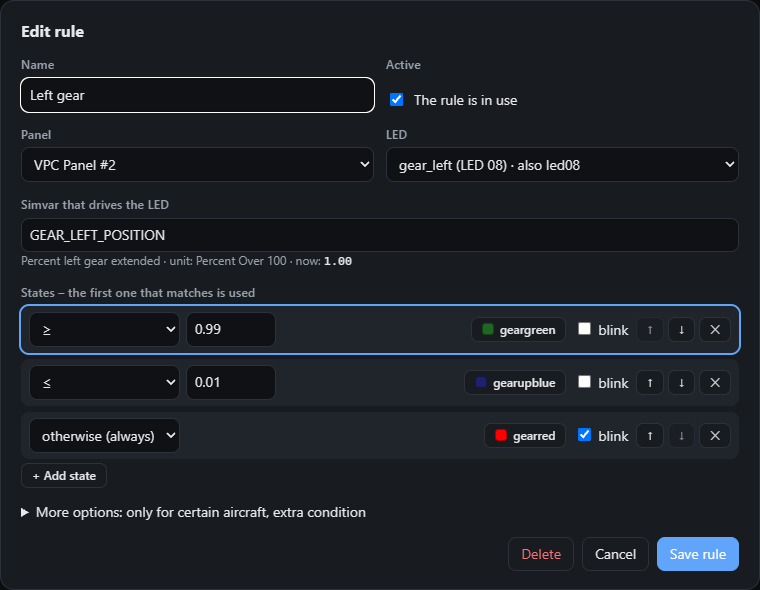 Edit rule
Name Active
Left gear The rule is in use
Panel LED
VPC Panel #2 gear_left (LED 08) · also led08
Simvar that drives the LED
GEAR_LEFT_POSITION
Percent left gear extended · unit: Percent Over 100 · now: 1.00
States – the first one that matches is used
≥ 0.99 geargreen blink ↑ ↓ ✕
≤ 0.01 gearupblue blink ↑ ↓ ✕
otherwise (always) gearred blink ↑ ↓ ✕
+ Add state
▶ More options: only for certain aircraft, extra condition
Delete Cancel Save rule